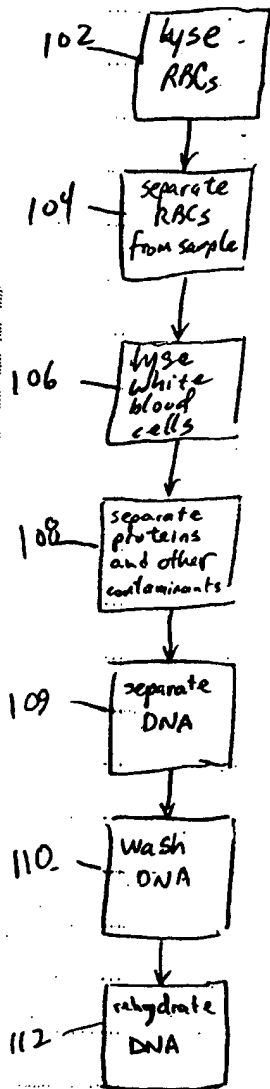 102
Lyse
RBCs
104
separate
RBCs
from sample
106
lyse
white
blood
cells
108
separate
proteins
and other
contaminants
109
separate
DNA
110
wash
DNA
112
rehydrate
DNA